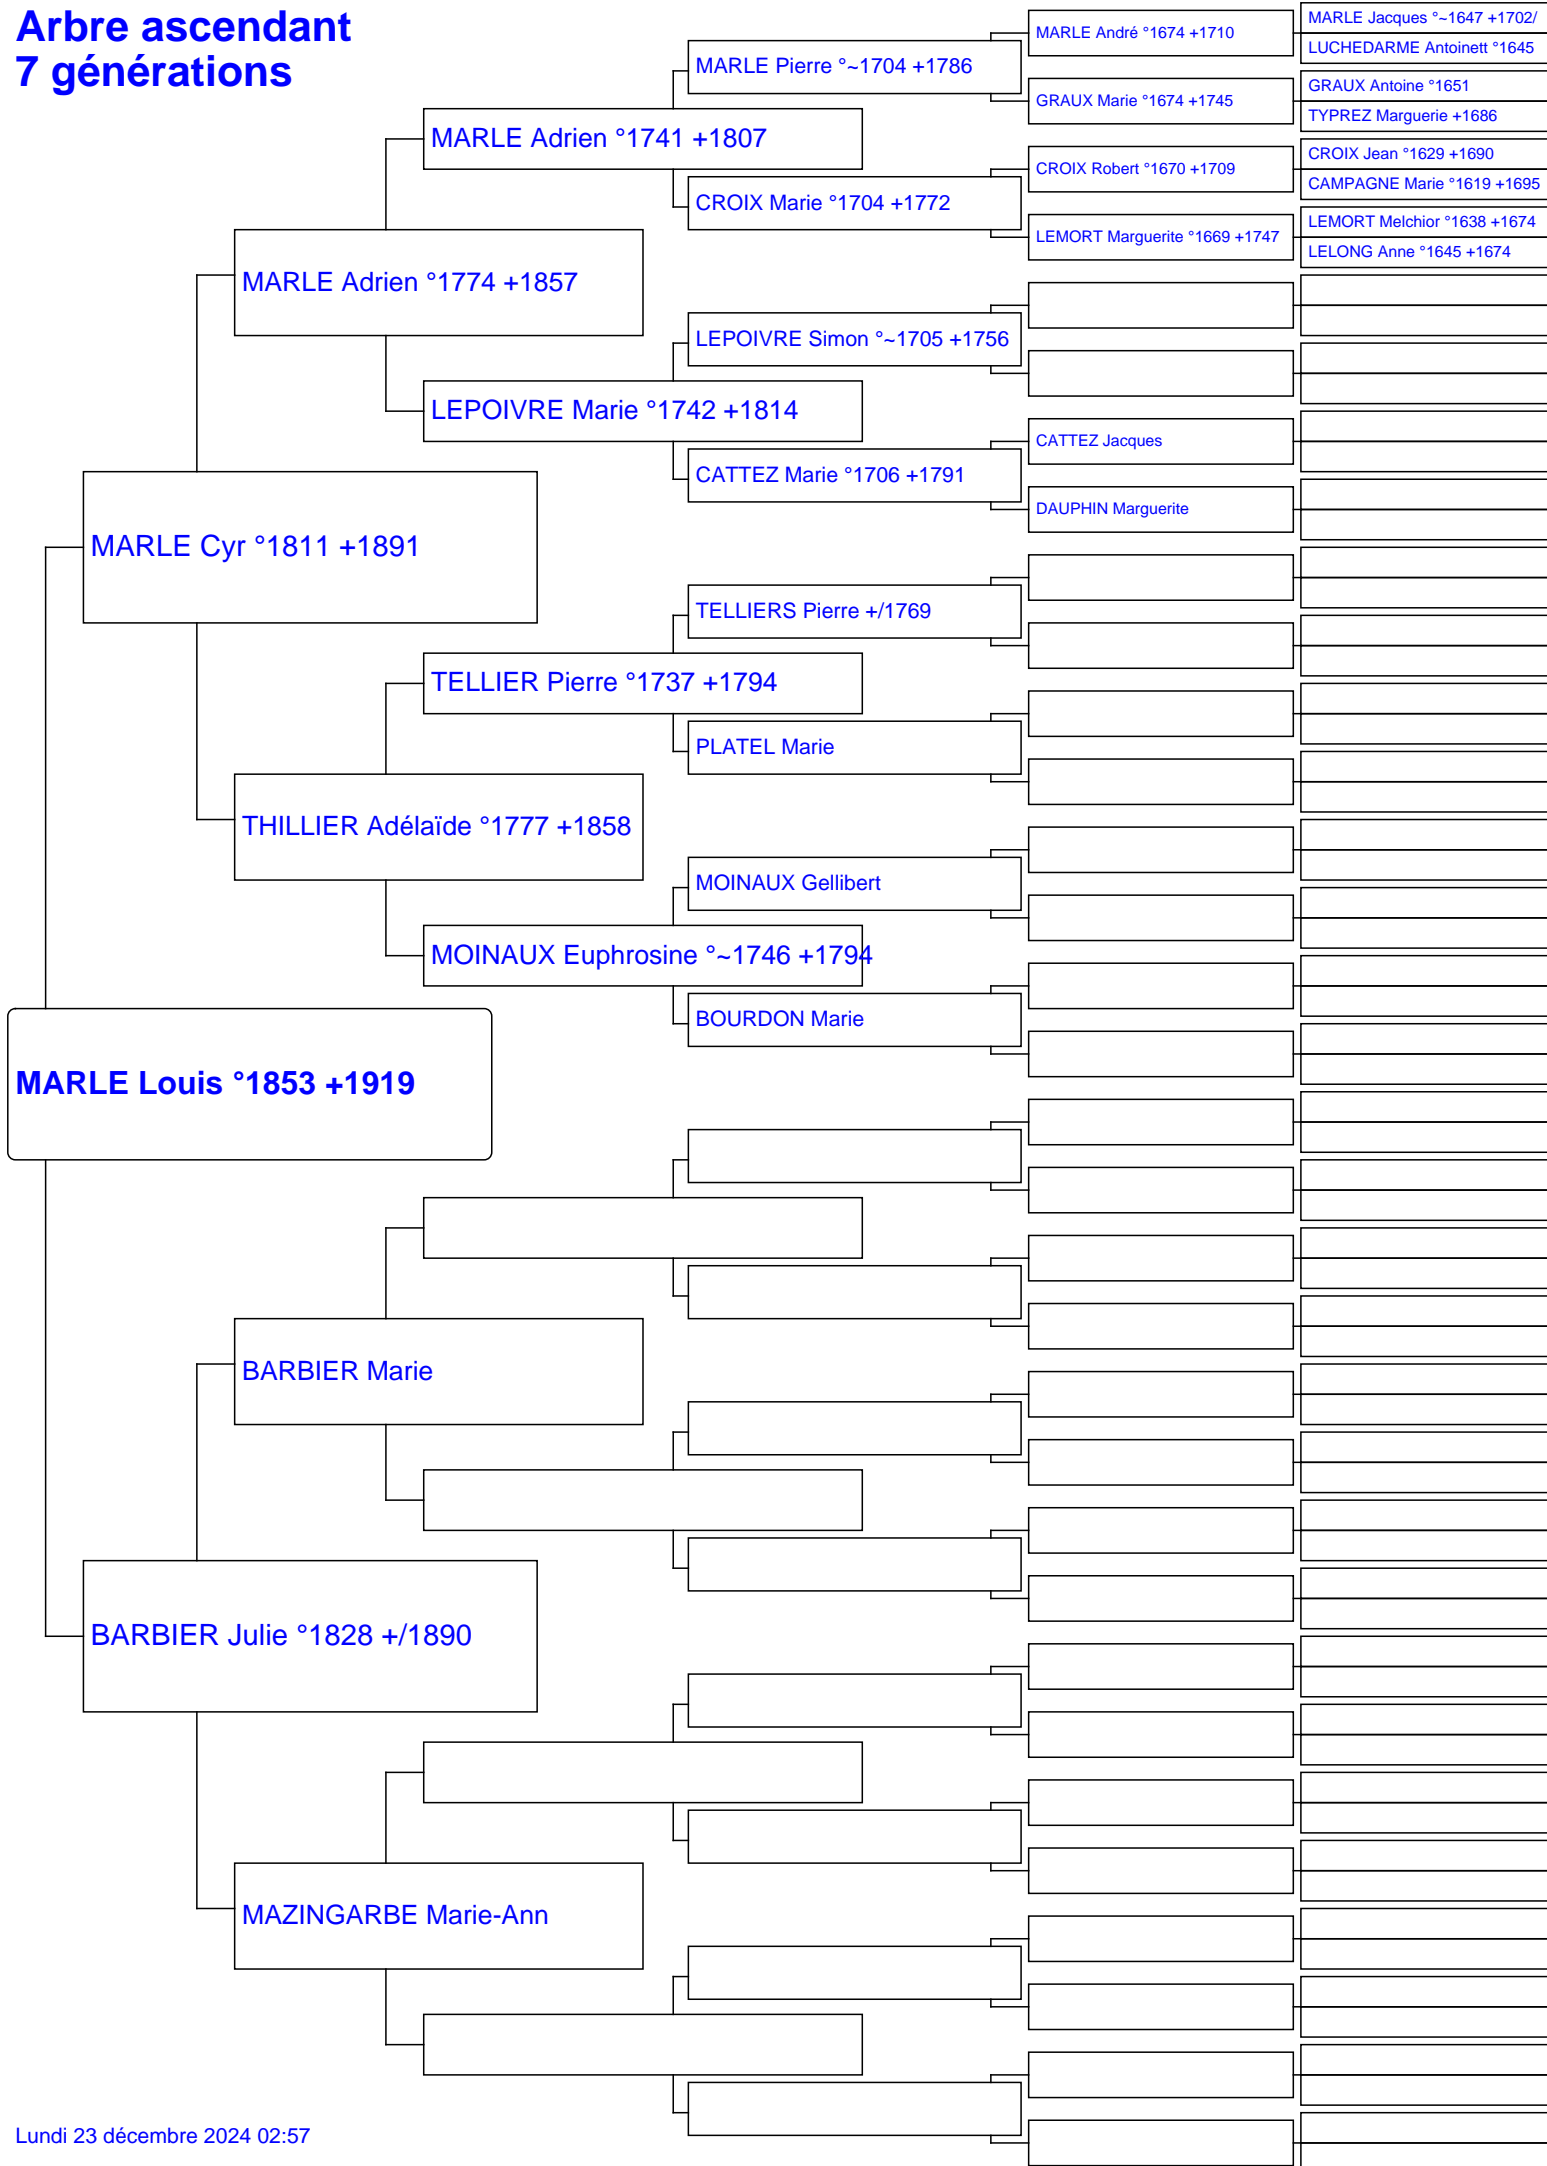 Arbre ascendant
7 générations
MARLE Louis °1853 +1919
MARLE Cyr °1811 +1891
BARBIER Julie °1828 +/1890
MARLE Adrien °1774 +1857
THILLIER Adélaïde °1777 +1858
BARBIER Marie
MAZINGARBE Marie-Ann
MARLE Adrien °1741 +1807
LEPOIVRE Marie °1742 +1814
TELLIER Pierre °1737 +1794
MOINAUX Euphrosine °~1746 +1794
MARLE Pierre °~1704 +1786
CROIX Marie °1704 +1772
LEPOIVRE Simon °~1705 +1756
CATTEZ Marie °1706 +1791
TELLIERS Pierre +/1769
PLATEL Marie
MOINAUX Gellibert
BOURDON Marie
MARLE André °1674 +1710
GRAUX Marie °1674 +1745
CROIX Robert °1670 +1709
LEMORT Marguerite °1669 +1747
CATTEZ Jacques
DAUPHIN Marguerite
MARLE Jacques °~1647 +1702/
LUCHEDARME Antoinett °1645
GRAUX Antoine °1651
TYPREZ Marguerie +1686
CROIX Jean °1629 +1690
CAMPAGNE Marie °1619 +1695
LEMORT Melchior °1638 +1674
LELONG Anne °1645 +1674
Lundi 23 décembre 2024 02:57